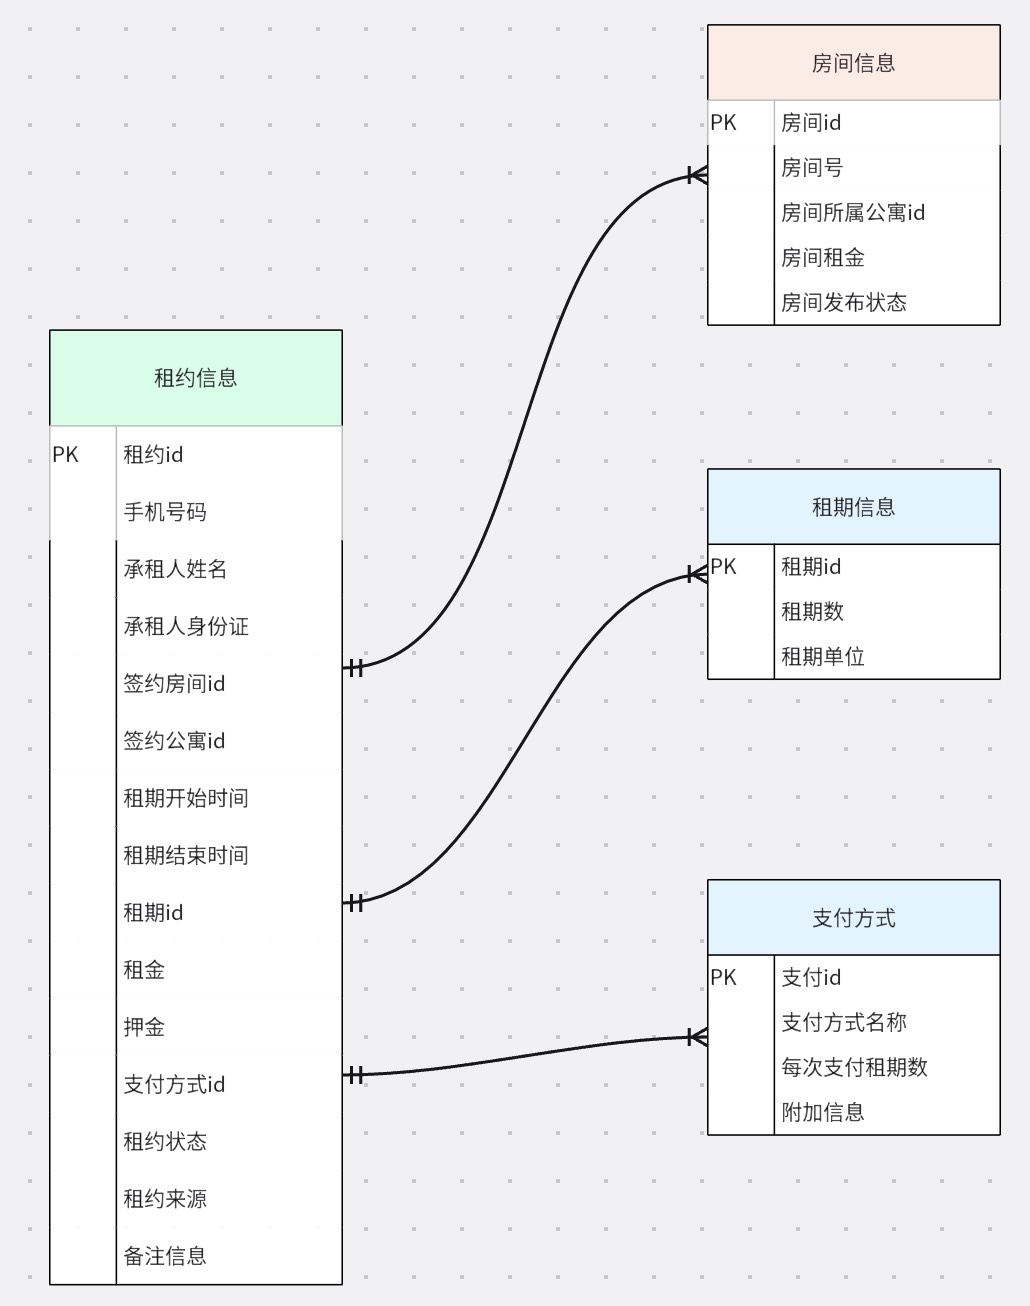 房间信息
PK 房间id
房间号
房间所属公寓id
房间租金
房间发布状态
租约信息
PK 租约id
手机号码
承租人姓名
承租人身份证
签约房间id
签约公寓id
租期开始时间
租期结束时间
租期id
租金
押金
支付方式id
租约状态
租约来源
备注信息
租期信息
PK 租期id
租期数
租期单位
支付方式
PK 支付id
支付方式名称
每次支付租期数
附加信息